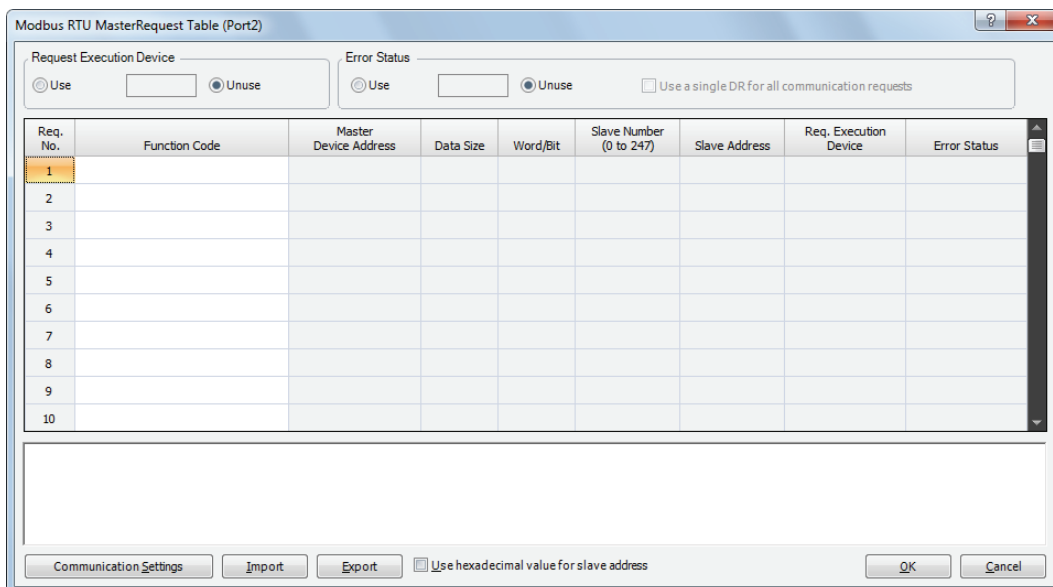 Modbus RTU MasterRequest Table (Port2)
?
Request Execution Device
Use
Unuse
Error Status
Use
Unuse
Use a single DR for all communication requests
Req. No.
Function Code
Master Device Address
Data Size
Word/Bit
Slave Number (0 to 247)
Slave Address
Req. Execution Device
Error Status
1
2
3
4
5
6
7
8
9
10
Communication Settings
Import
Export
Use hexadecimal value for slave address
OK
Cancel